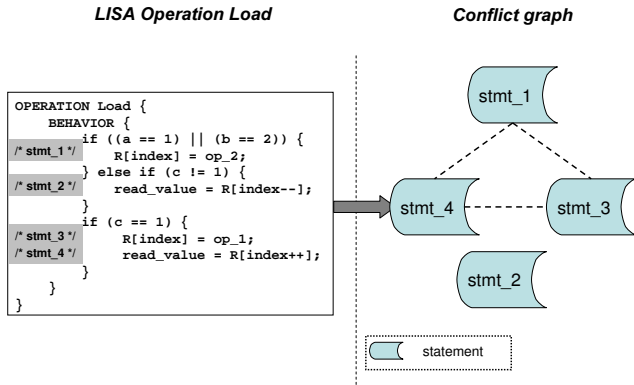 LISA Operation Load
Conflict graph
OPERATION Load {
BEHAVIOR {
if ((a == 1) || (b == 2)) {
/* stmt_1 */ R[index] = op_2;
} else if (c != 1) {
/* stmt_2 */ read_value = R[index--];
}
if (c == 1) {
/* stmt_3 */ R[index] = op_1;
/* stmt_4 */ read_value = R[index++];
}
}
}
stmt_1
stmt_4
stmt_3
stmt_2
statement